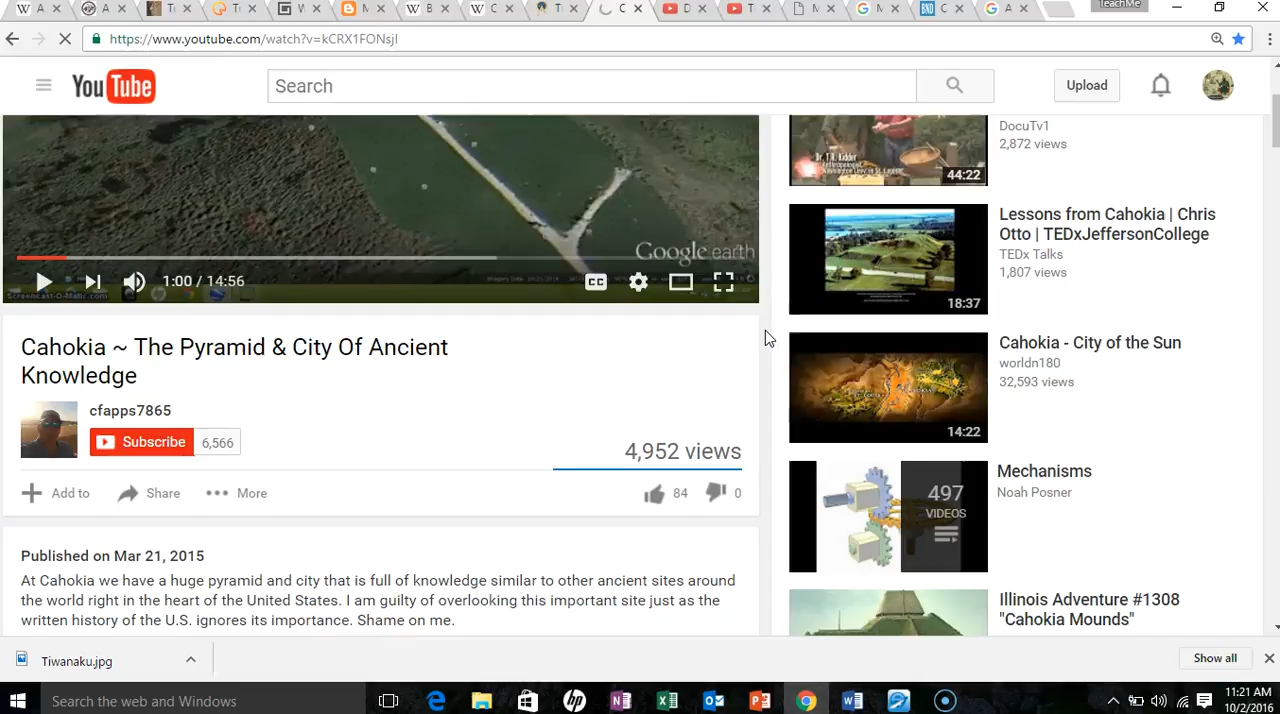 TeachMe
https://www.youtube.com/watch?v=kCRX1FONsjI
YouTube
Search
Upload
Google earth
1:00 / 14:56
CC
Screencast-O-Matic.com
Cahokia ~ The Pyramid & City Of Ancient
Knowledge
cfapps7865
Subscribe 6,566
4,952 views
Add to Share More 84 0
Published on Mar 21, 2015
At Cahokia we have a huge pyramid and city that is full of knowledge similar to other ancient sites around
the world right in the heart of the United States. I am guilty of overlooking this important site just as the
written history of the U.S. ignores its importance. Shame on me.
Dr. T.R. Kidder
44:22
DocuTv1
2,872 views
18:37
Lessons from Cahokia | Chris
Otto | TEDxJeffersonCollege
TEDx Talks
1,807 views
14:22
Cahokia - City of the Sun
worldn180
32,593 views
497
VIDEOS
Mechanisms
Noah Posner
Illinois Adventure #1308
"Cahokia Mounds"
Tiwanaku.jpg
Show all
Search the web and Windows
11:21 AM
10/2/2016